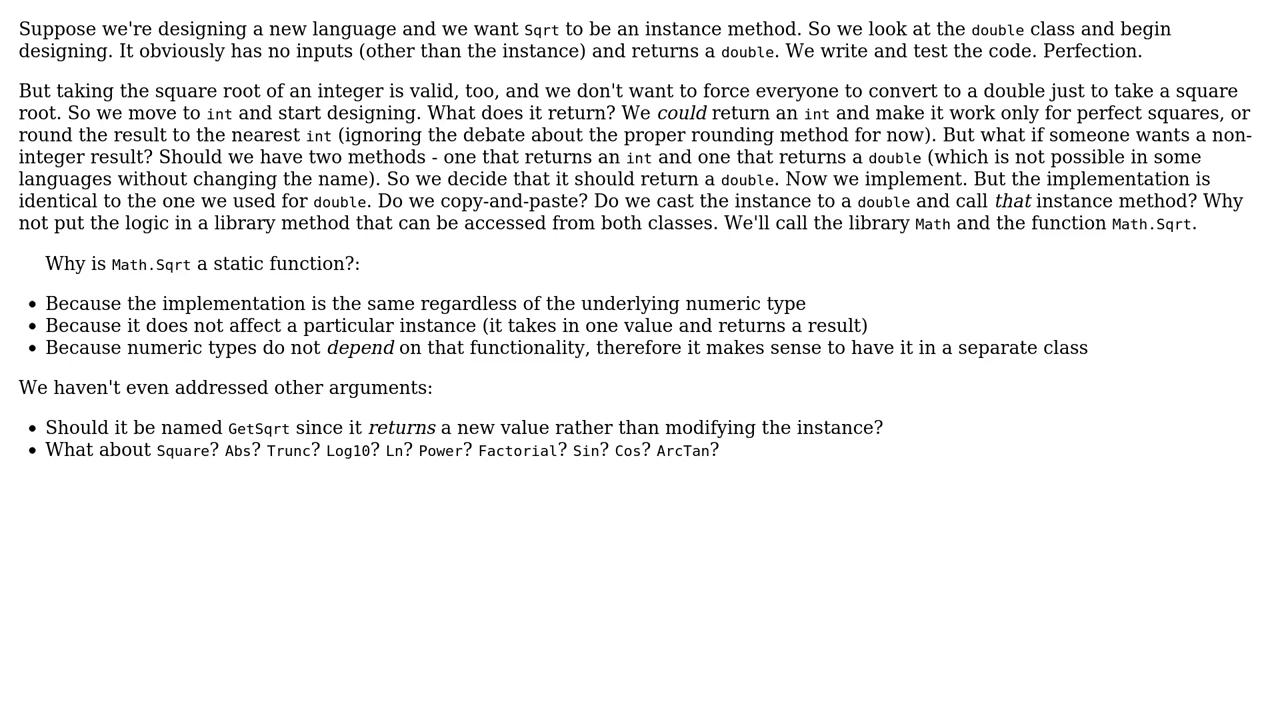 Suppose we're designing a new language and we want Sqrt to be an instance method. So we look at the double class and begin
designing. It obviously has no inputs (other than the instance) and returns a double. We write and test the code. Perfection.
But taking the square root of an integer is valid, too, and we don't want to force everyone to convert to a double just to take a square
root. So we move to int and start designing. What does it return? We could return an int and make it work only for perfect squares, or
round the result to the nearest int (ignoring the debate about the proper rounding method for now). But what if someone wants a non-
integer result? Should we have two methods - one that returns an int and one that returns a double (which is not possible in some
languages without changing the name). So we decide that it should return a double. Now we implement. But the implementation is
identical to the one we used for double. Do we copy-and-paste? Do we cast the instance to a double and call that instance method? Why
not put the logic in a library method that can be accessed from both classes. We'll call the library Math and the function Math.Sqrt.
Why is Math.Sqrt a static function?:
• Because the implementation is the same regardless of the underlying numeric type
• Because it does not affect a particular instance (it takes in one value and returns a result)
• Because numeric types do not depend on that functionality, therefore it makes sense to have it in a separate class
We haven't even addressed other arguments:
• Should it be named GetSqrt since it returns a new value rather than modifying the instance?
• What about Square? Abs? Trunc? Log10? Ln? Power? Factorial? Sin? Cos? ArcTan?